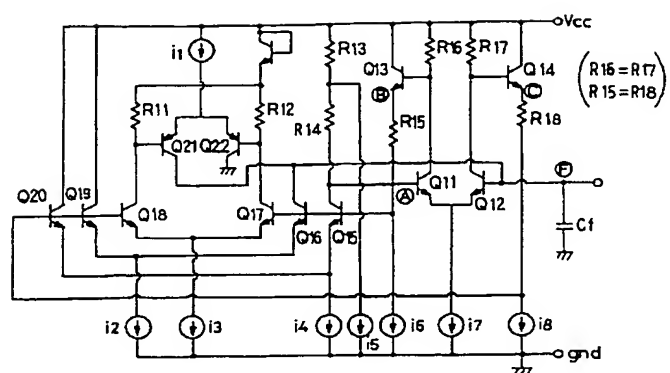 Vcc
i1
R13
R16
R17
Q13
Q14
(R16=R17
R15=R18)
B
C
R11
R12
R14
R15
R18
Q21
Q22
F
A
Q11
Q12
Q20
Q19
Q18
Q17
Q16
Q15
Cf
i2
i3
i4
i5
i6
i7
i8
gnd